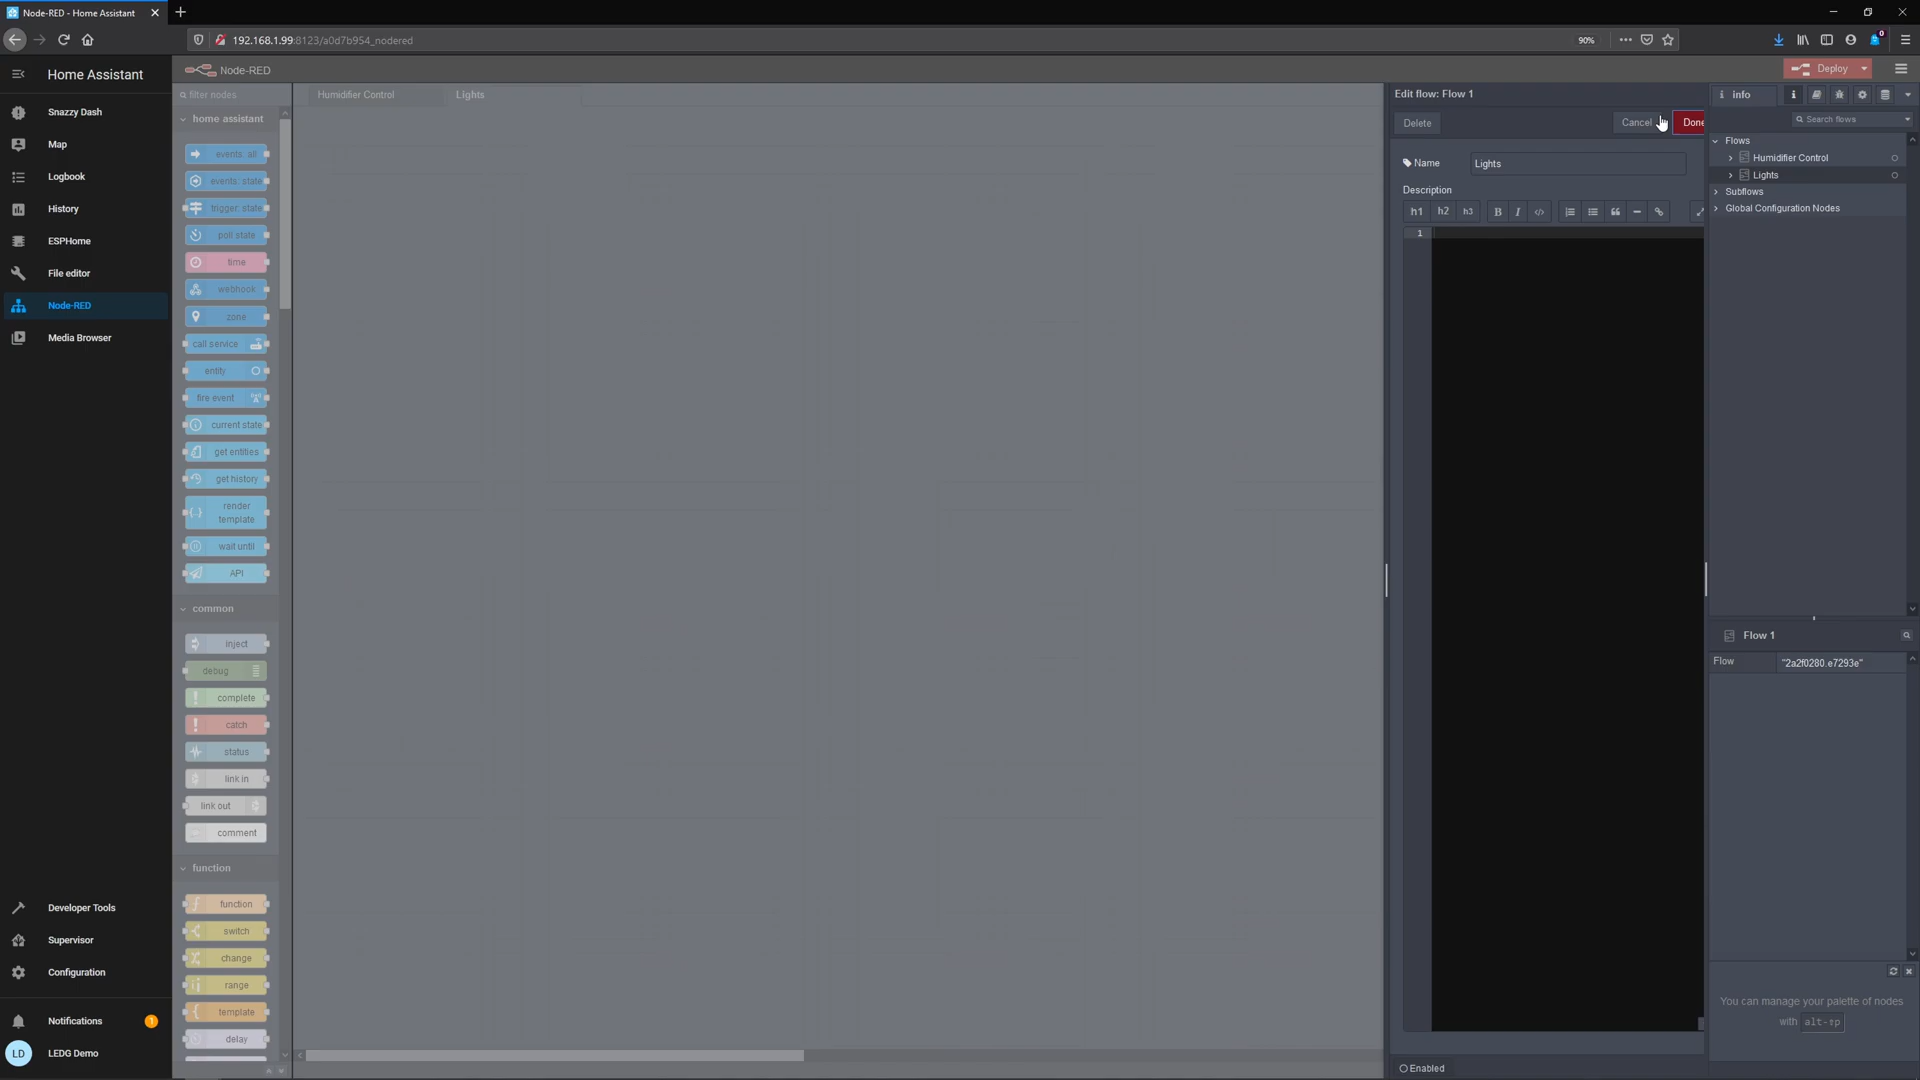 Node-RED - Home Assistant
192.168.1.99:8123/a0d7b954_nodered
90%
0
Home Assistant
Snazzy Dash
Map
Logbook
History
ESPHome
File editor
Node-RED
Media Browser
Developer Tools
Supervisor
Configuration
Notifications
1
LD
LEDG Demo
Node-RED
Deploy
filter nodes
home assistant
events: all
events: state
trigger: state
poll state
time
webhook
zone
call service
entity
fire event
current state
get entities
get history
render
template
wait until
API
common
inject
debug
complete
catch
status
link in
link out
comment
function
function
switch
change
range
template
delay
Humidifier Control
Lights
Edit flow: Flow 1
Delete
Cancel
Done
Name
Lights
Description
h1
h2
h3
B
I
1
Enabled
i info
i
Search flows
Flows
Humidifier Control
Lights
Subflows
Global Configuration Nodes
Flow 1
Flow
"2a2f0280.e7293e"
You can manage your palette of nodes
with alt-⇧p